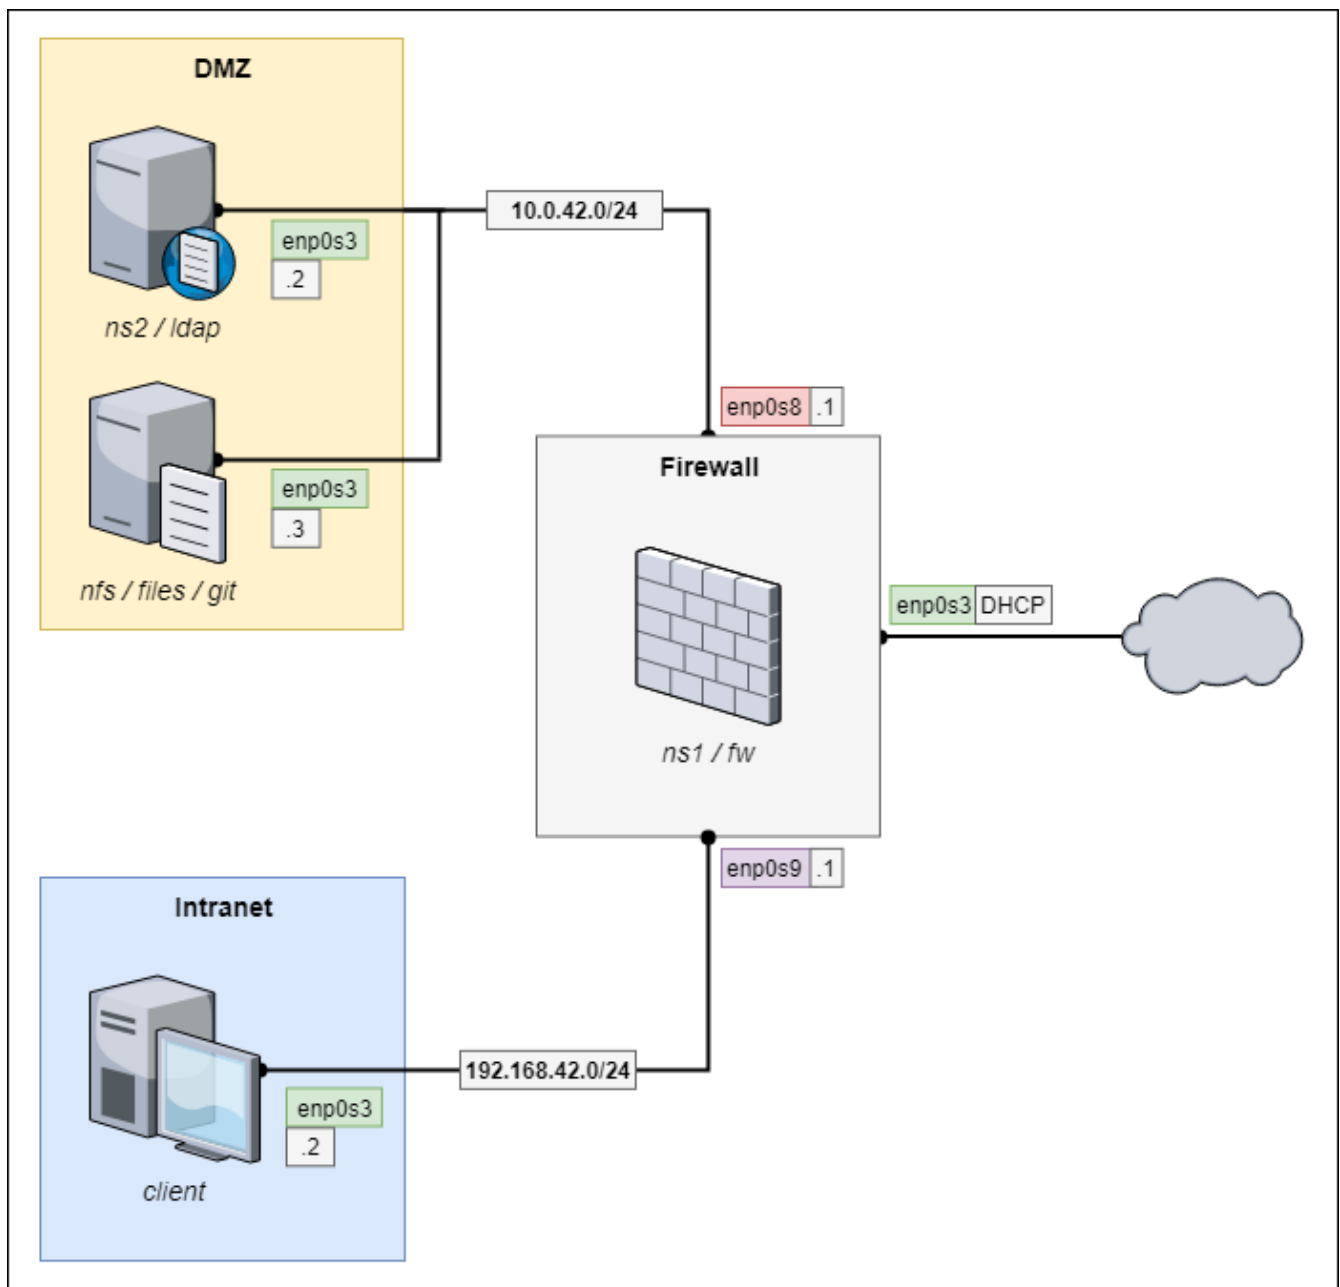 DMZ
enp0s3
.2
ns2 / ldap
enp0s3
.3
nfs / files / git
10.0.42.0/24
enp0s8 .1
Firewall
ns1 / fw
enp0s3 DHCP
enp0s9 .1
Intranet
enp0s3
.2
client
192.168.42.0/24